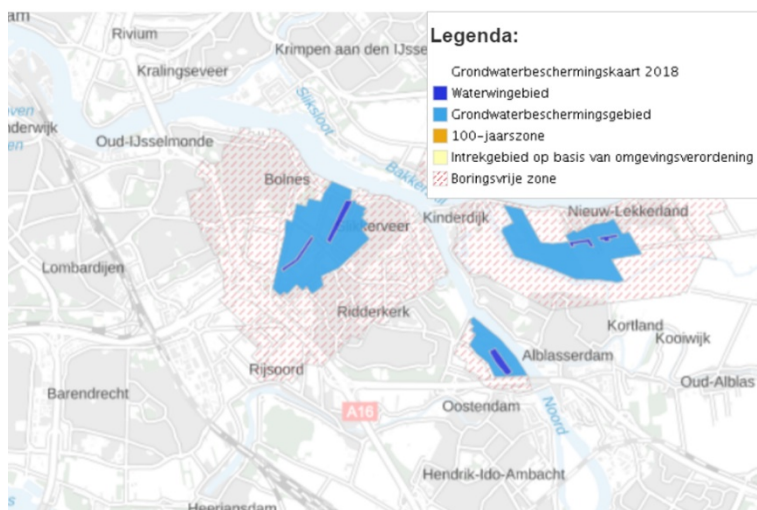 Legenda:
Grondwaterbeschermingskaart 2018
Waterwingebied
Grondwaterbeschermingsgebied
100-jaarszone
Intrekgebied op basis van omgevingsverordening
Boringsvrije zone
Rivium
Krimpen aan den IJsse
Kralingseveer
Sliksloot
Oud-IJsselmonde
Bolnes
Kinderdijk
Nieuw-Lekkerland
Lombardijen
Ridderkerk
Kortland
Kooiwijk
Alblasserdam
Rijsoord
Oud-Alblas
Barendrecht
A16
Oostendam
Noord
Hendrik-Ido-Ambacht